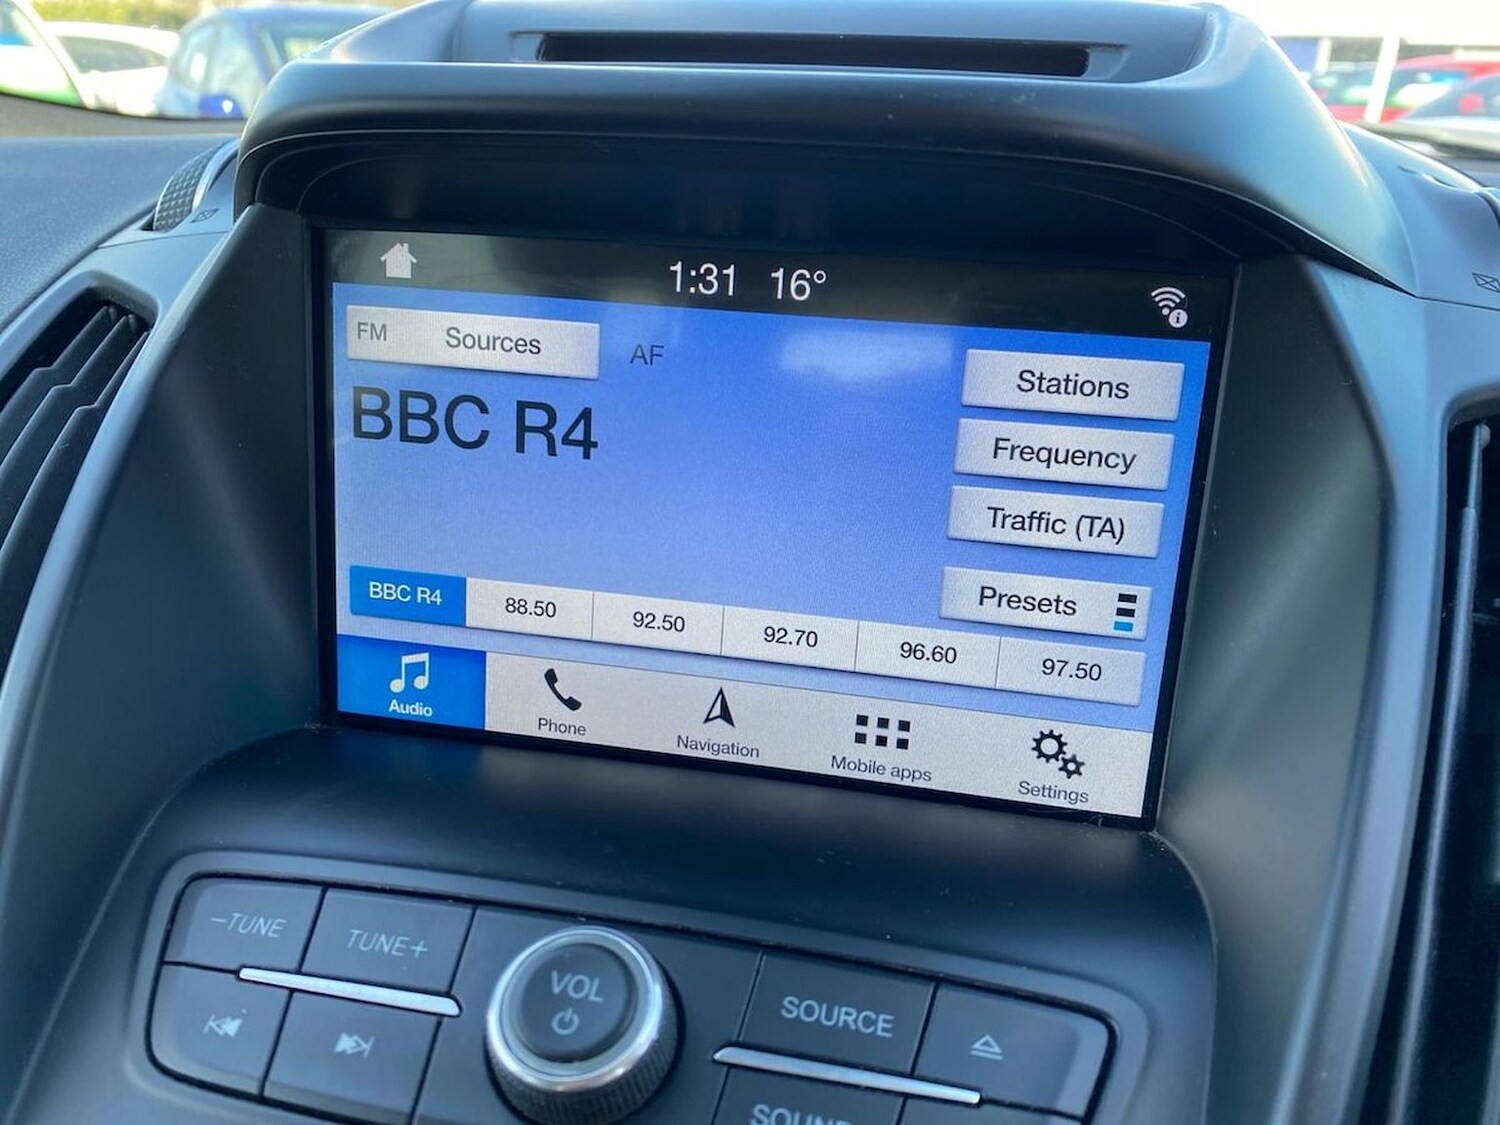 1:31 16°
FM Sources AF
BBC R4
Stations
Frequency
Traffic (TA)
Presets
BBC R4 88.50 92.50 92.70 96.60 97.50
Audio Phone Navigation Mobile apps Settings
−TUNE TUNE+
VOL
SOURCE